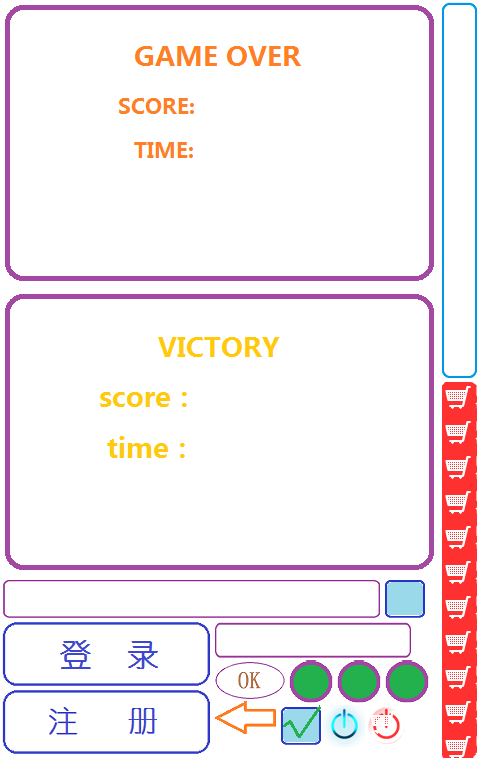 GAME OVER
SCORE:
TIME:
VICTORY
score：
time：
登 录
OK
注 册